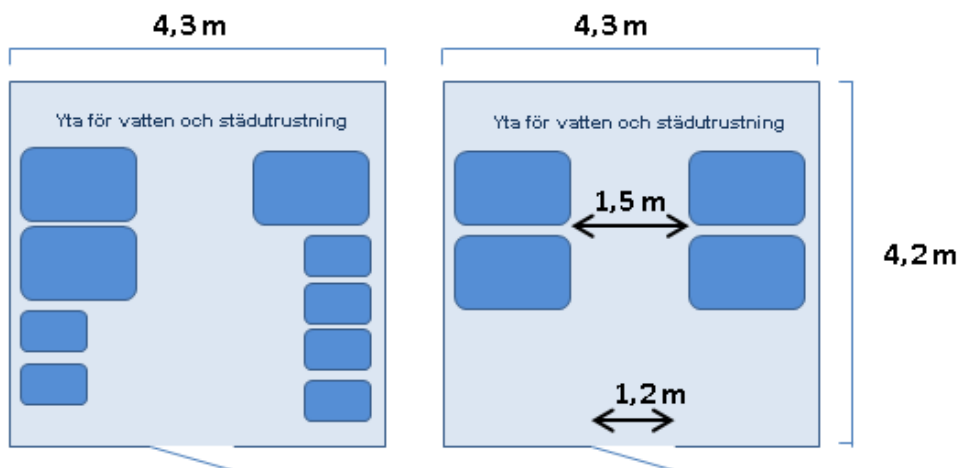 4,3 m
4,3 m
Yta för vatten och städutrustning
Yta för vatten och städutrustning
1,5 m
4,2 m
1,2 m